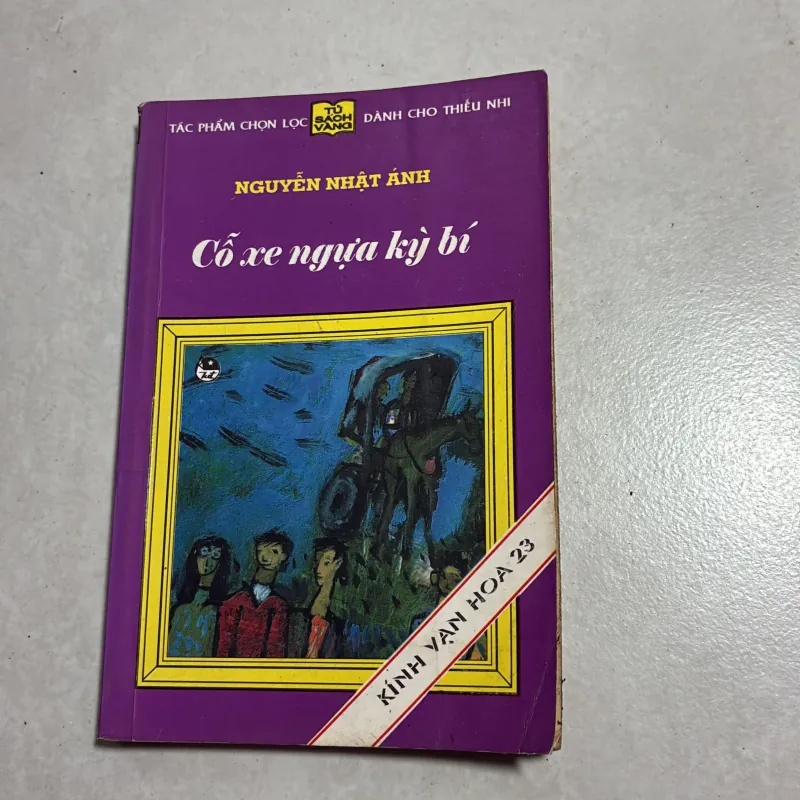 TÁC PHẨM CHỌN LỌC
TỦ
SÁCH
VÀNG
DÀNH CHO THIẾU NHI
NGUYỄN NHẬT ÁNH
Cỗ xe ngựa kỳ bí
KÍNH VẠN HOA 23